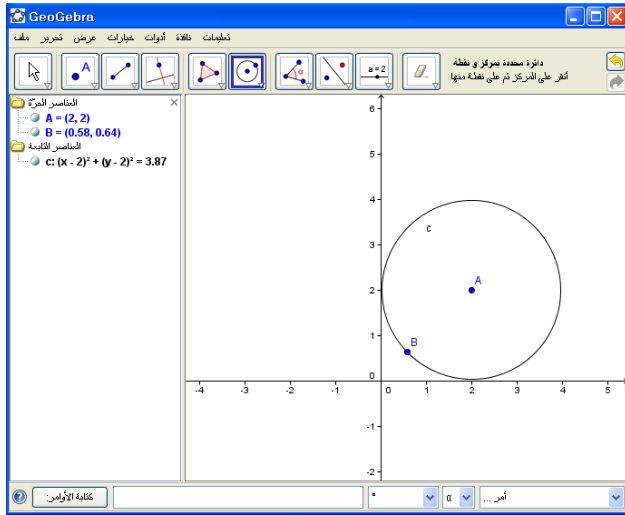 GeoGebra
ملف تحرير عرض خيارات أدوات نافذة تعليمات
A
α
a = 2
دائرة محددة بمركز و نقطة
أنقر على المركز ثم على نقطة منها
العناصر الحرّة
A = (2, 2)
B = (0.58, 0.64)
العناصر التابعة
c: (x - 2)² + (y - 2)² = 3.87
6
5
4
3
2
1
0
-1
-2
c
A
B
-4 -3 -2 -1 0 1 2 3 4 5
كتابة الأوامر:
° α أمر ...